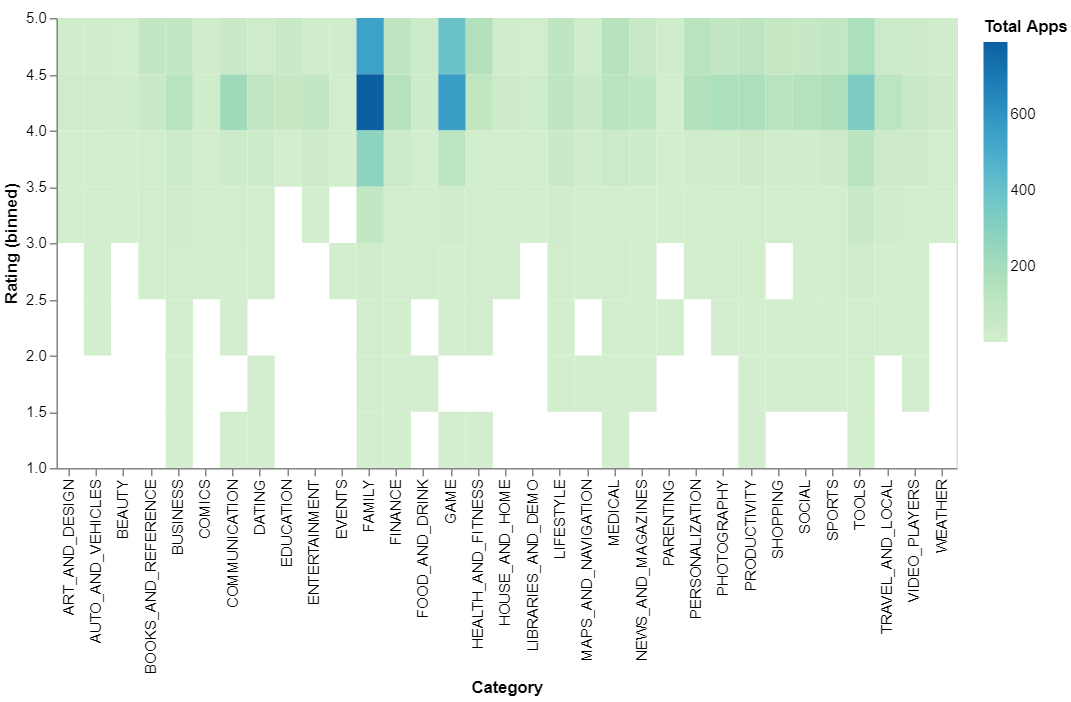 Total Apps
600
400
200
Rating (binned)
5.0
4.5
4.0
3.5
3.0
2.5
2.0
1.5
1.0
ART_AND_DESIGN
AUTO_AND_VEHICLES
BEAUTY
BOOKS_AND_REFERENCE
BUSINESS
COMICS
COMMUNICATION
DATING
EDUCATION
ENTERTAINMENT
EVENTS
FAMILY
FINANCE
FOOD_AND_DRINK
GAME
HEALTH_AND_FITNESS
HOUSE_AND_HOME
LIBRARIES_AND_DEMO
LIFESTYLE
MAPS_AND_NAVIGATION
MEDICAL
NEWS_AND_MAGAZINES
PARENTING
PERSONALIZATION
PHOTOGRAPHY
PRODUCTIVITY
SHOPPING
SOCIAL
SPORTS
TOOLS
TRAVEL_AND_LOCAL
VIDEO_PLAYERS
WEATHER
Category